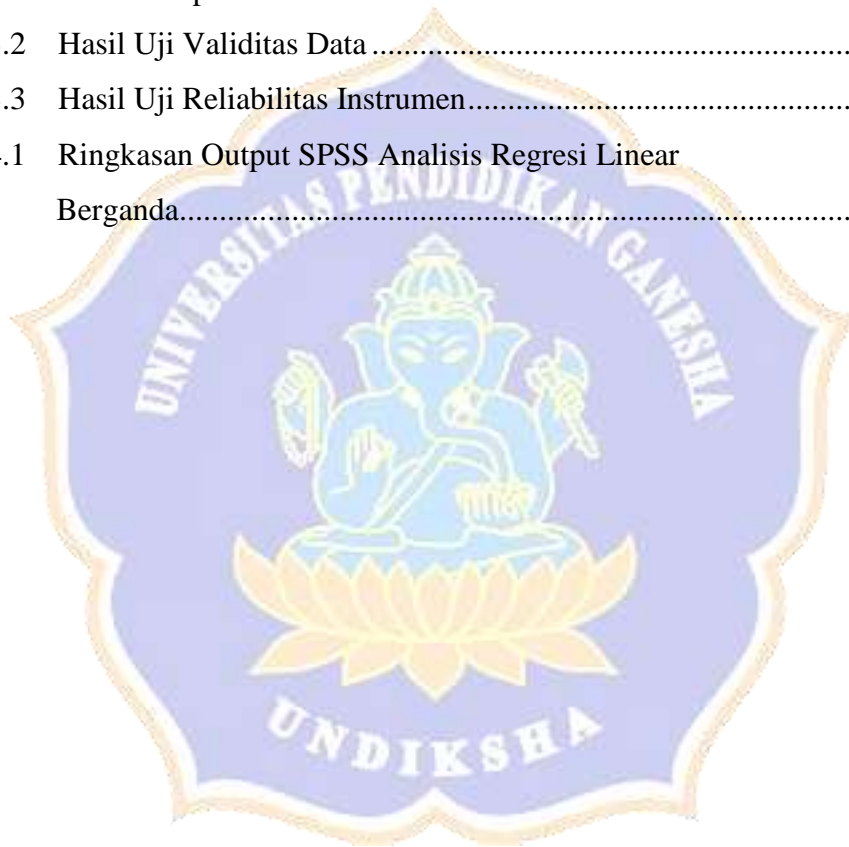 .2 Hasil Uji Validitas Data ....................................................
.3 Hasil Uji Reliabilitas Instrumen..........................................
.1 Ringkasan Output SPSS Analisis Regresi Linear
Berganda........................................................................
UNIVERSITAS PENDIDIKAN GANESHA
UNDIKSHA